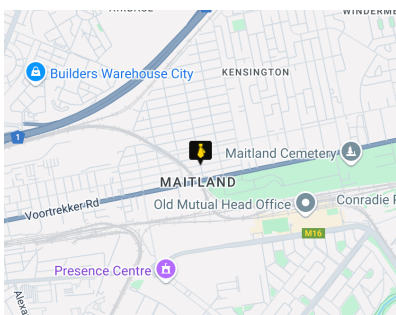 WINDERME
KENSINGTON
Builders Warehouse City
1
Maitland Cemetery
MAITLAND
Voortrekker Rd
Old Mutual Head Office
Conradie P
M16
Presence Centre
Alexa